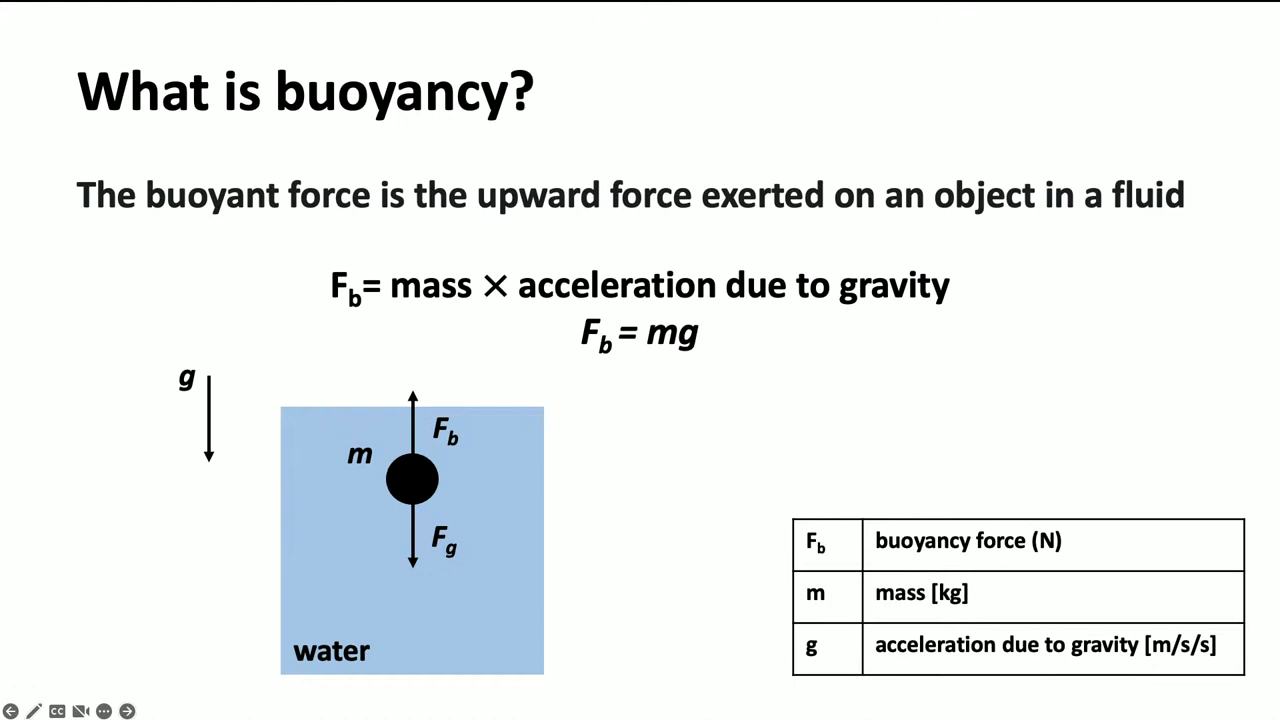 What is buoyancy?
The buoyant force is the upward force exerted on an object in a fluid
Fb= mass × acceleration due to gravity
Fb = mg
g
Fb
m
Fg
water
Fb buoyancy force (N)
m mass [kg]
g acceleration due to gravity [m/s/s]
CC